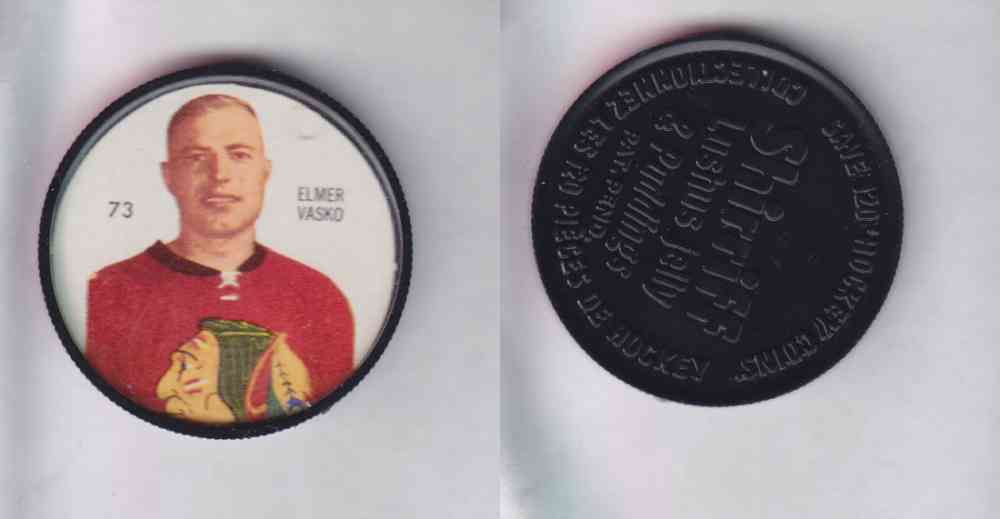 73
ELMER
VASKO
Shirriff
Lushus Jelly
& Puddings
PAT. PEND.
SAVE 120 HOCKEY COINS
COLLECTIONNEZ LES 120 PIÈCES DE HOCKEY